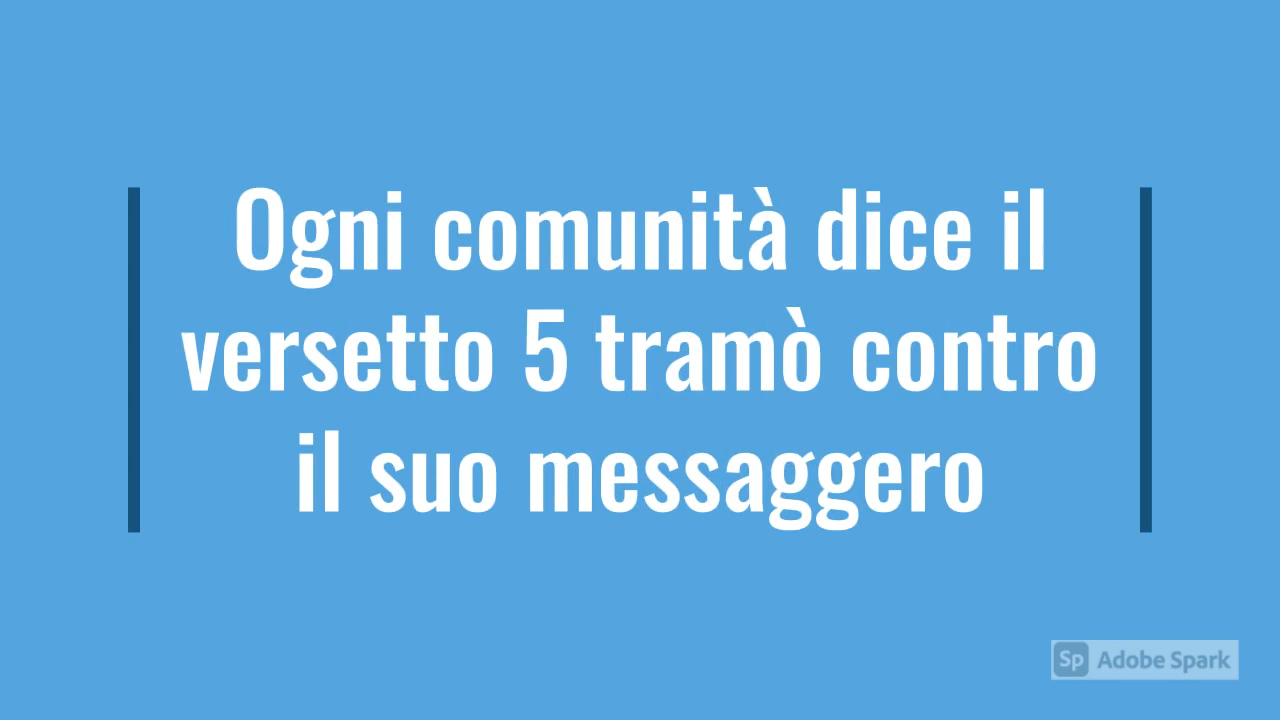 Ogni comunità dice il
versetto 5 tramò contro
il suo messaggero
Sp Adobe Spark